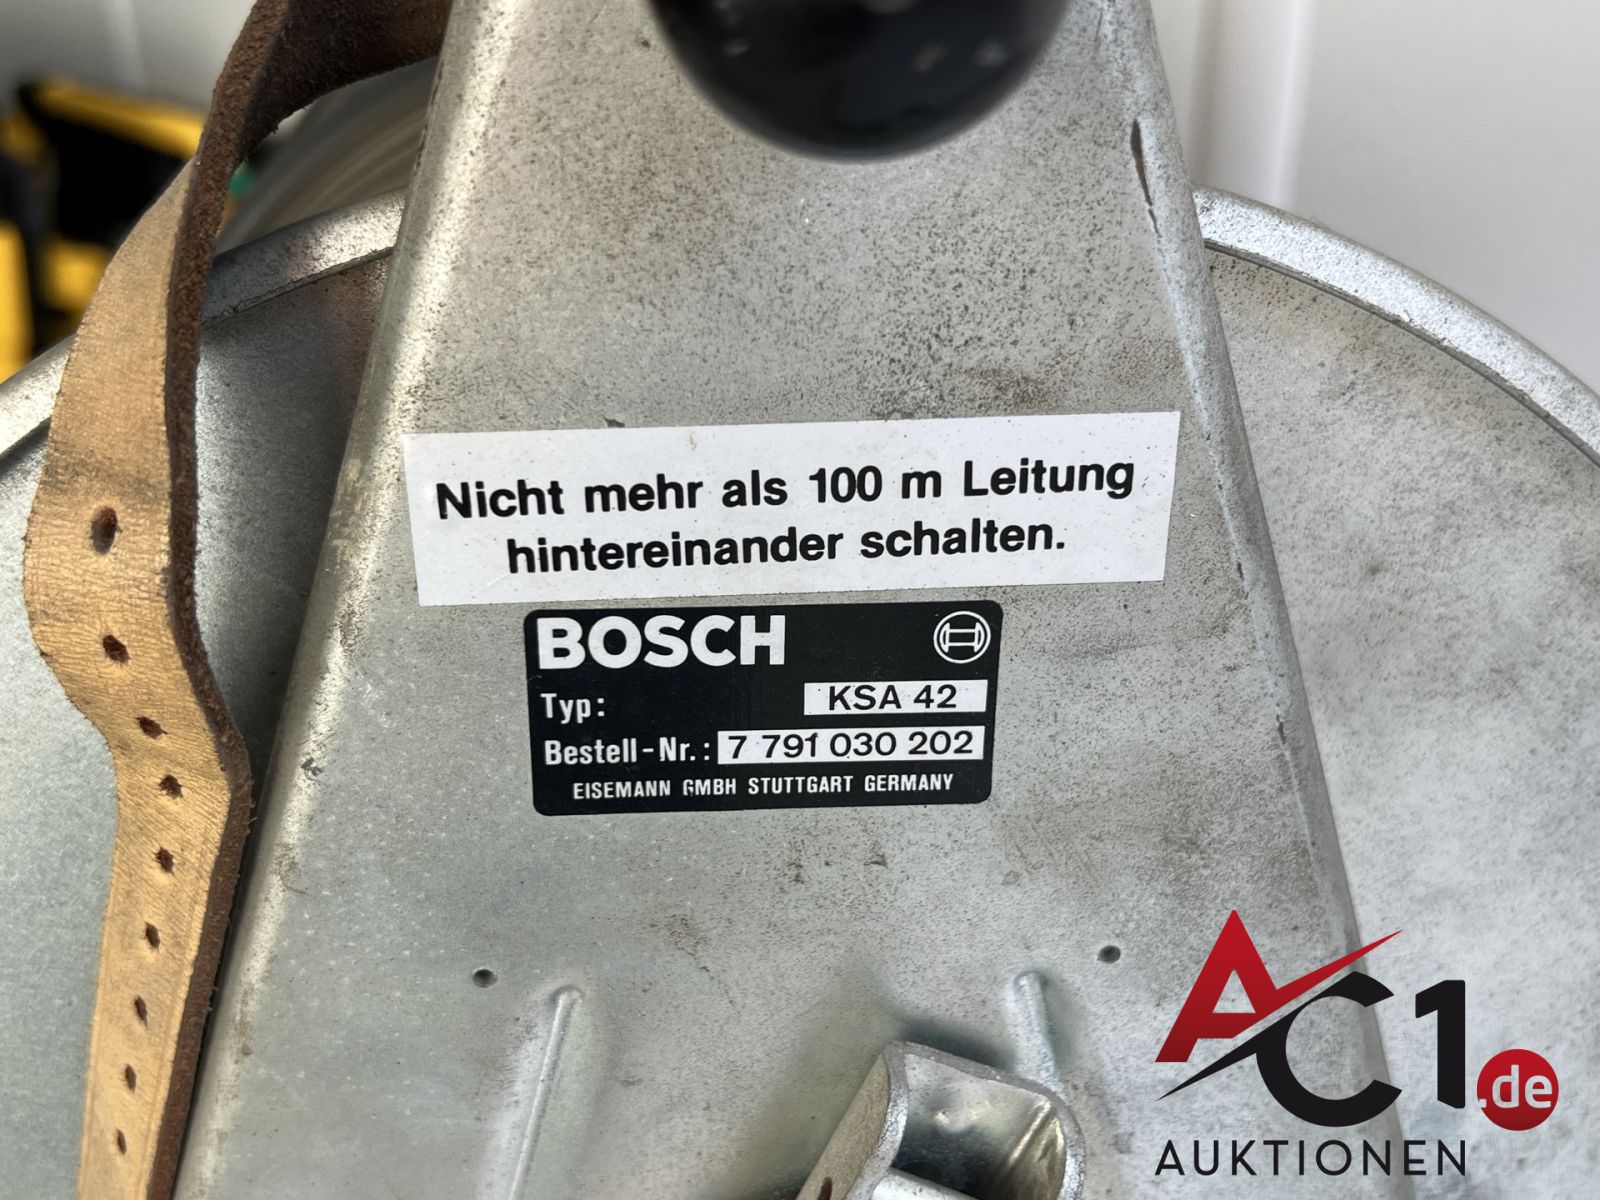 Nicht mehr als 100 m Leitung
hintereinander schalten.
BOSCH
Typ: KSA 42
Bestell-Nr.: 7 791 030 202
EISEMANN GMBH STUTTGART GERMANY
AC1.de
AUKTIONEN